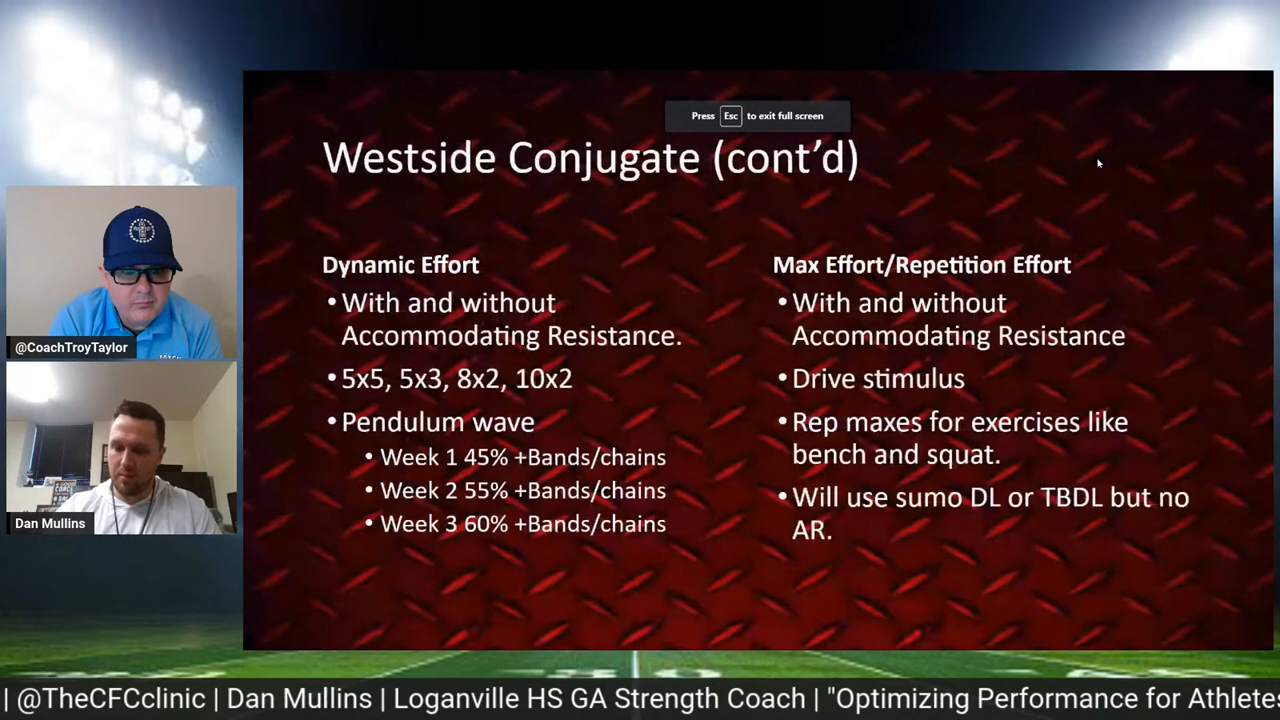 Press Esc to exit full screen
Westside Conjugate (cont'd)
Dynamic Effort
•With and without
Accommodating Resistance.
•5x5, 5x3, 8x2, 10x2
•Pendulum wave
• Week 1 45% +Bands/chains
• Week 2 55% +Bands/chains
• Week 3 60% +Bands/chains
Max Effort/Repetition Effort
•With and without
Accommodating Resistance
•Drive stimulus
•Rep maxes for exercises like
bench and squat.
•Will use sumo DL or TBDL but no
AR.
@CoachTroyTaylor
Dan Mullins
| @TheCFCclinic | Dan Mullins | Loganville HS GA Strength Coach | "Optimizing Performance for Athletes